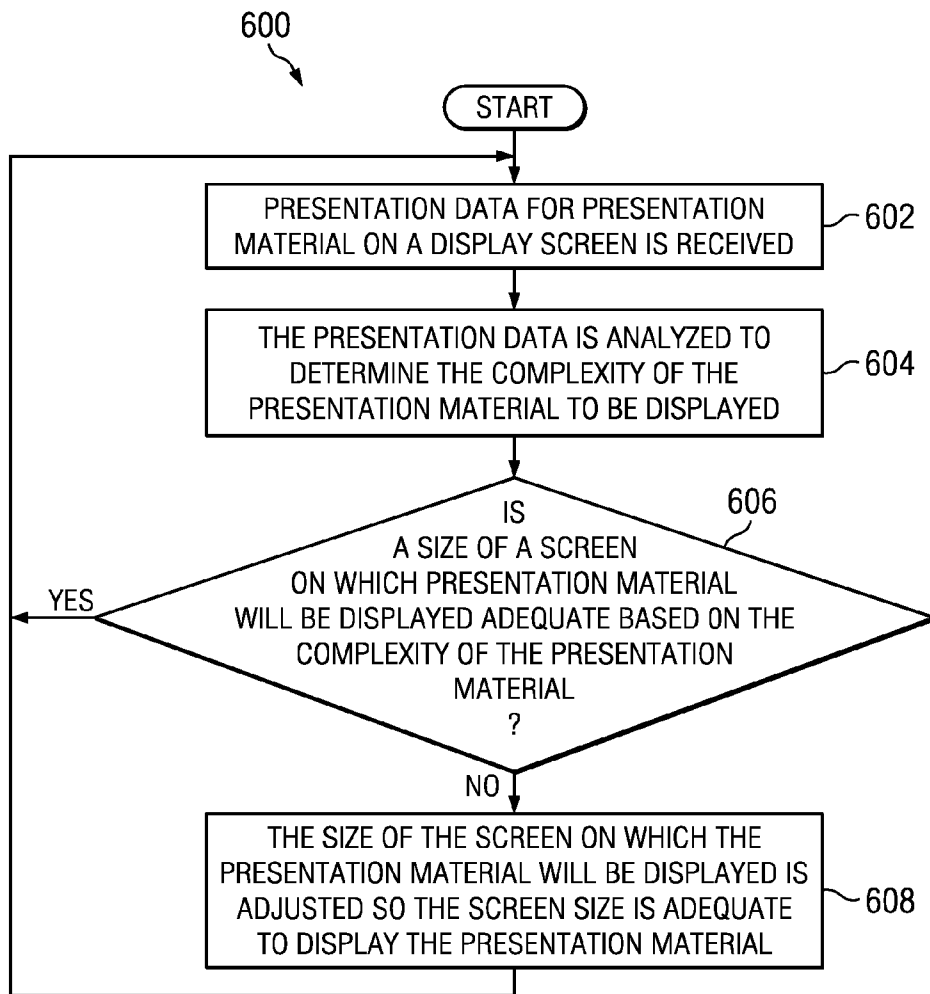 600
START
PRESENTATION DATA FOR PRESENTATION
MATERIAL ON A DISPLAY SCREEN IS RECEIVED
602
THE PRESENTATION DATA IS ANALYZED TO
DETERMINE THE COMPLEXITY OF THE
PRESENTATION MATERIAL TO BE DISPLAYED
604
606
IS
A SIZE OF A SCREEN
ON WHICH PRESENTATION MATERIAL
WILL BE DISPLAYED ADEQUATE BASED ON THE
COMPLEXITY OF THE PRESENTATION
MATERIAL
?
YES
NO
THE SIZE OF THE SCREEN ON WHICH THE
PRESENTATION MATERIAL WILL BE DISPLAYED IS
ADJUSTED SO THE SCREEN SIZE IS ADEQUATE
TO DISPLAY THE PRESENTATION MATERIAL
608